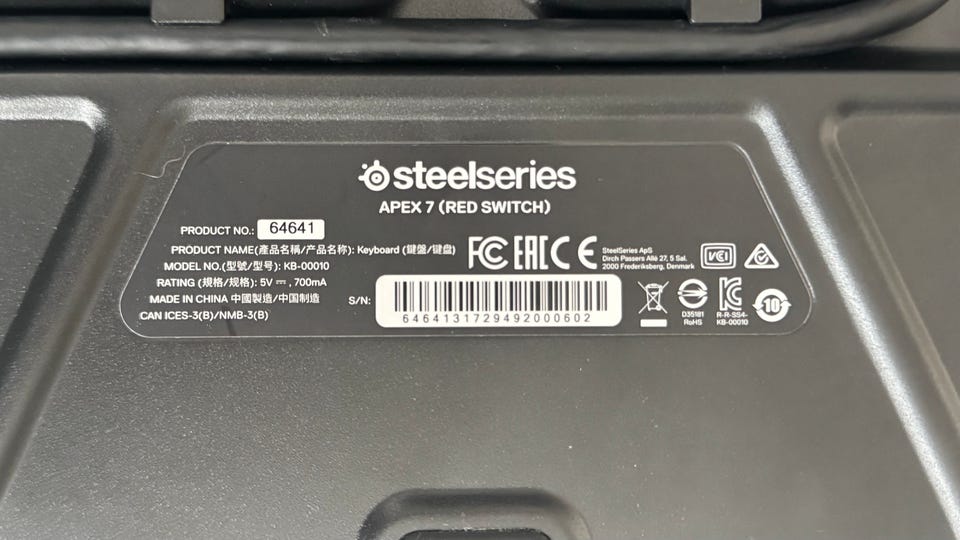 steelseries
APEX 7 (RED SWITCH)
PRODUCT NO.: 64641
PRODUCT NAME(產品名稱/产品名称): Keyboard (鍵盤/键盘)
MODEL NO.(型號/型号): KB-00010
RATING (規格/规格): 5V⎓, 700mA
MADE IN CHINA 中國製造/中国制造
CAN ICES-3(B)/NMB-3(B)
FC EAC CE
SteelSeries ApS
Dirch Passers Allé 27, 5 Sal.
2000 Frederiksberg, Denmark
VCI
S/N:
6464131729492000602
D35181
RoHS
R-R-SS4-
KB-00010
10